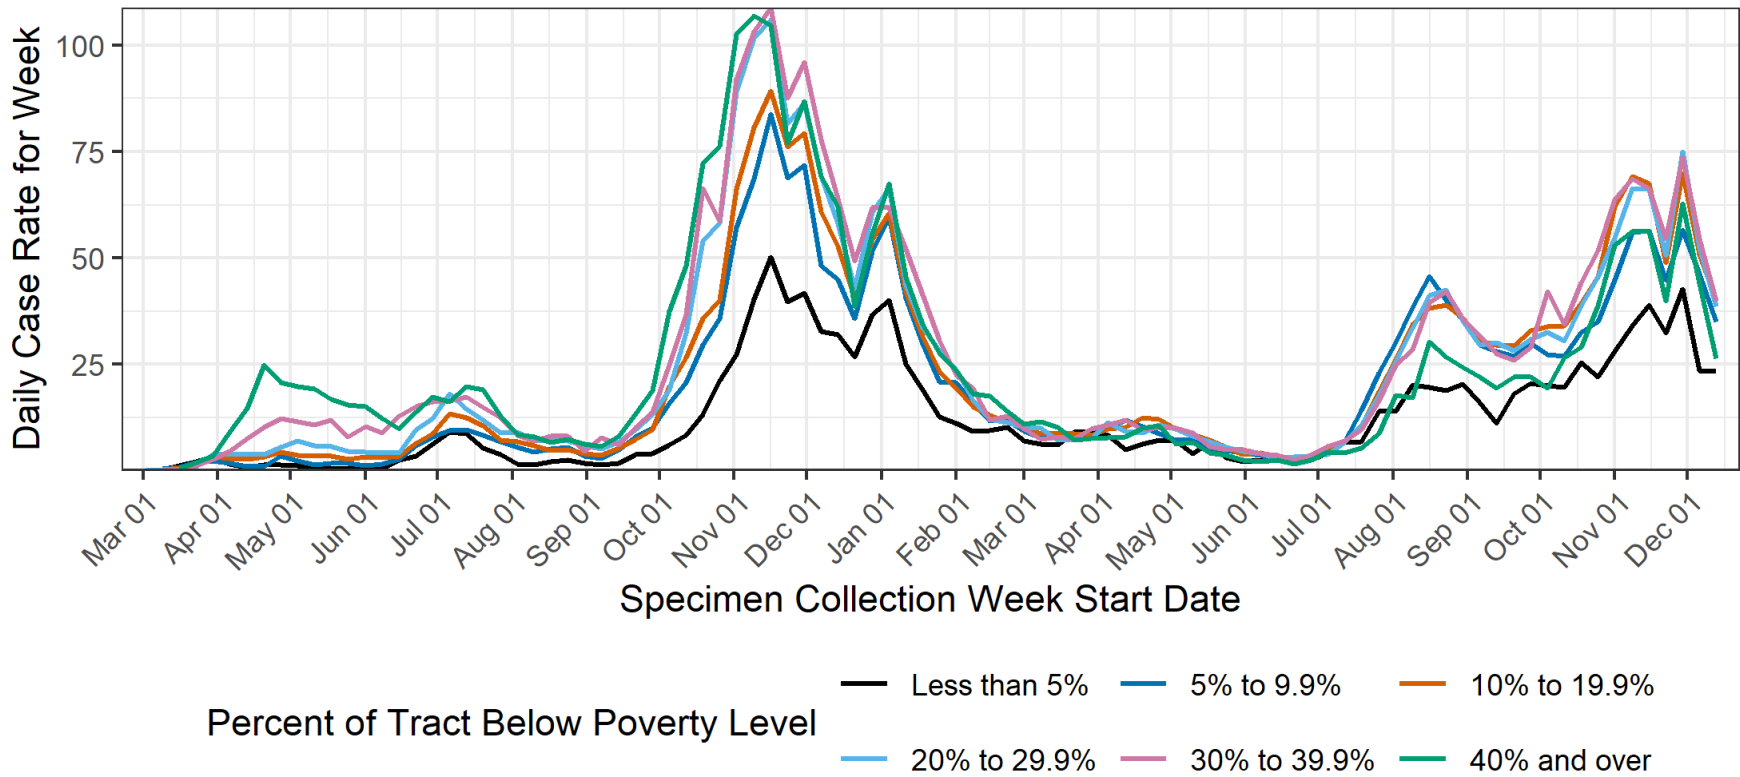 Daily Case Rate for Week
100
75
50
25
Mar 01
Apr 01
May 01
Jun 01
Jul 01
Aug 01
Sep 01
Oct 01
Nov 01
Dec 01
Jan 01
Feb 01
Mar 01
Apr 01
May 01
Jun 01
Jul 01
Aug 01
Sep 01
Oct 01
Nov 01
Dec 01
Specimen Collection Week Start Date
Percent of Tract Below Poverty Level
Less than 5%
5% to 9.9%
10% to 19.9%
20% to 29.9%
30% to 39.9%
40% and over